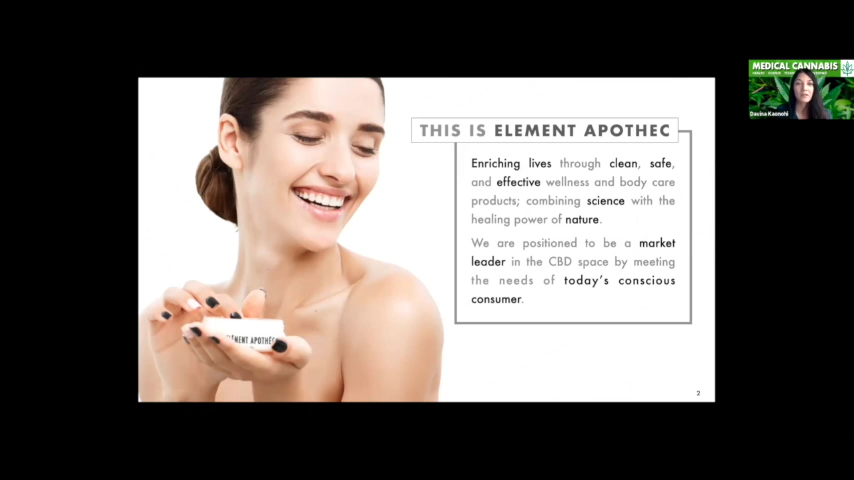 THIS IS ELEMENT APOTHEC
Enriching lives through clean, safe,
and effective wellness and body care
products; combining science with the
healing power of nature.
We are positioned to be a market
leader in the CBD space by meeting
the needs of today's conscious
consumer.
ELEMENT APOTHEC
2
MEDICAL CANNABIS
Davina Kaonohi